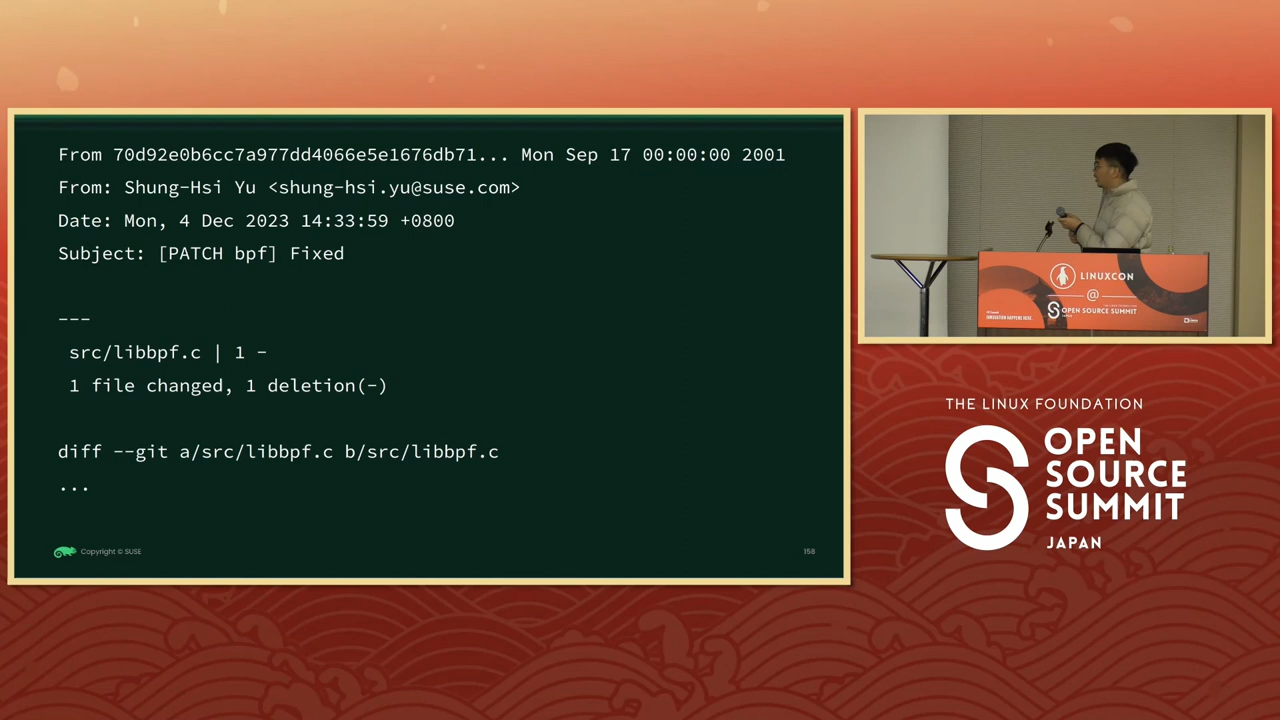 From 70d92e0b6cc7a977dd4066e5e1676db71... Mon Sep 17 00:00:00 2001
From: Shung-Hsi Yu <shung-hsi.yu@suse.com>
Date: Mon, 4 Dec 2023 14:33:59 +0800
Subject: [PATCH bpf] Fixed
---
src/libbpf.c | 1 -
1 file changed, 1 deletion(-)
diff --git a/src/libbpf.c b/src/libbpf.c
...
Copyright © SUSE
158
LINUXCON
@
OPEN SOURCE SUMMIT
THE LINUX FOUNDATION
OPEN
SOURCE
SUMMIT
JAPAN